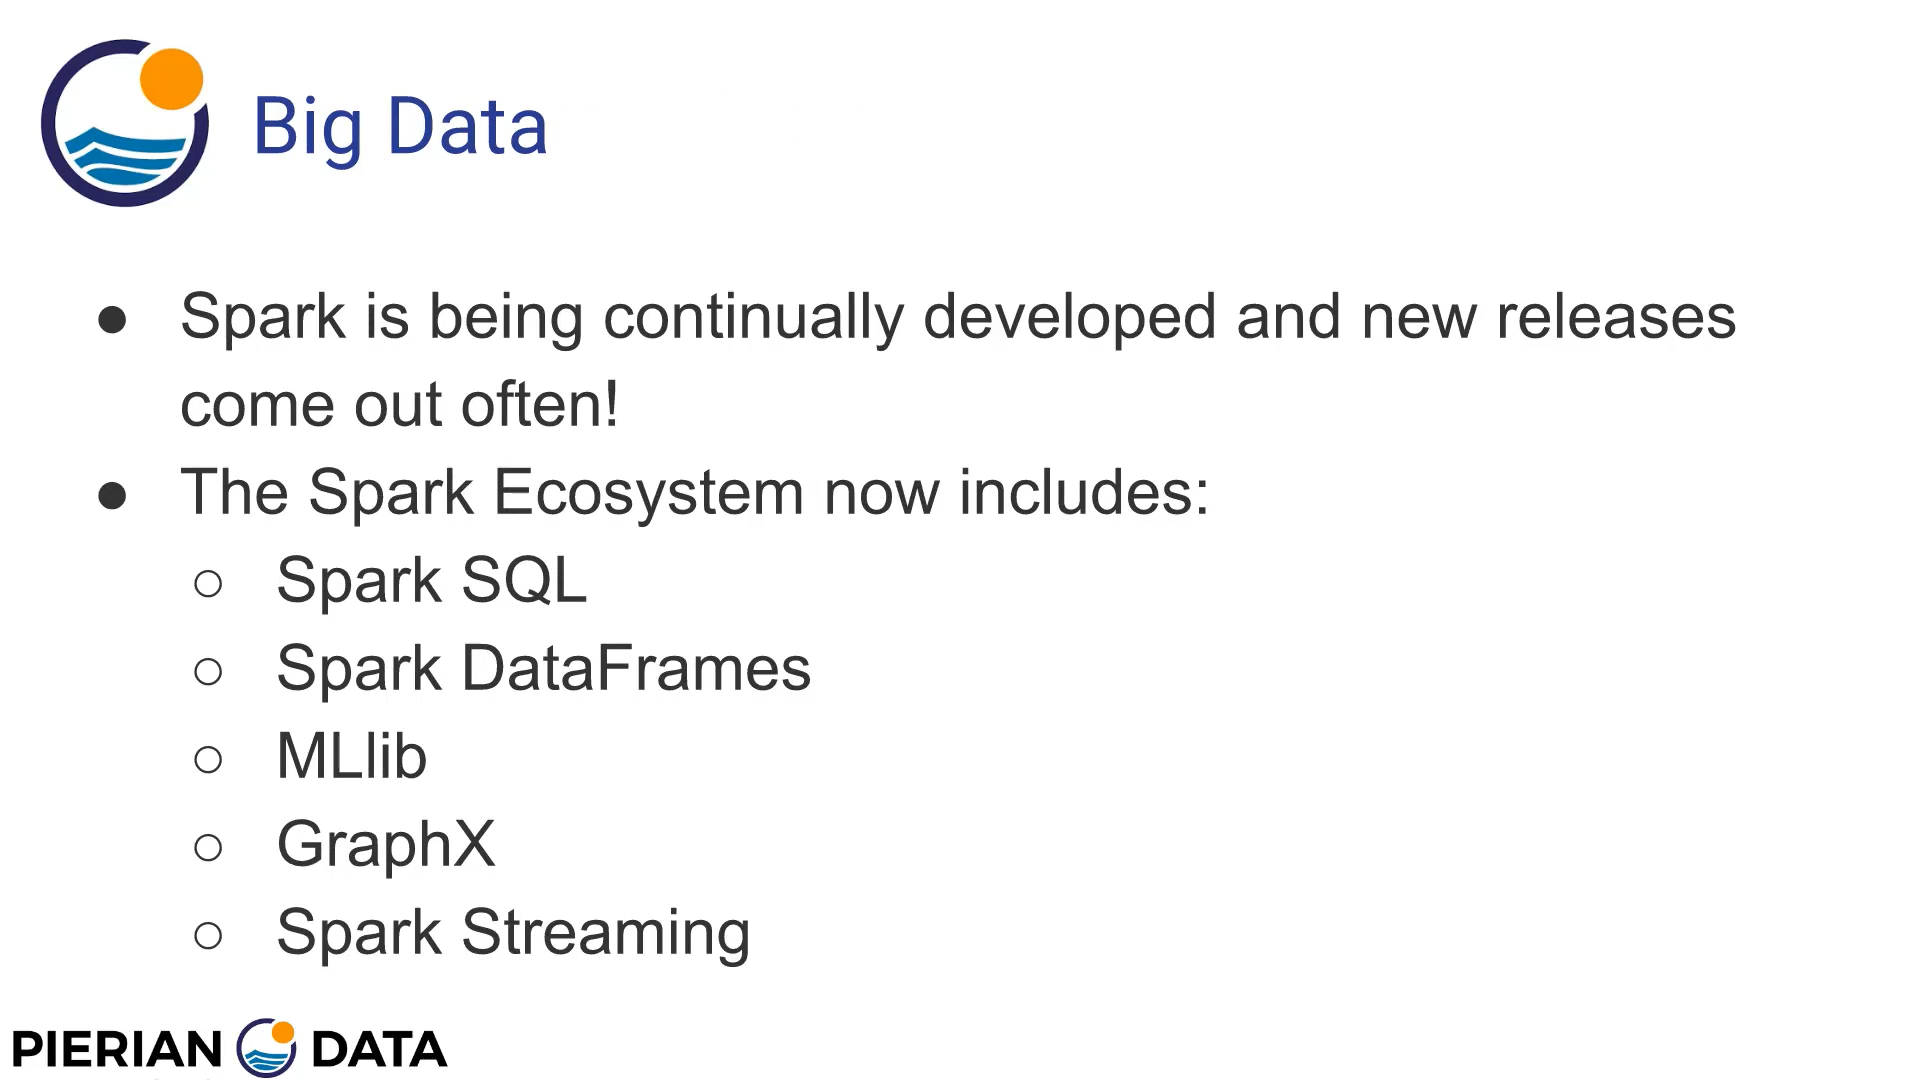 Big Data
● Spark is being continually developed and new releases
come out often!
● The Spark Ecosystem now includes:
○ Spark SQL
○ Spark DataFrames
○ MLlib
○ GraphX
○ Spark Streaming
PIERIAN DATA